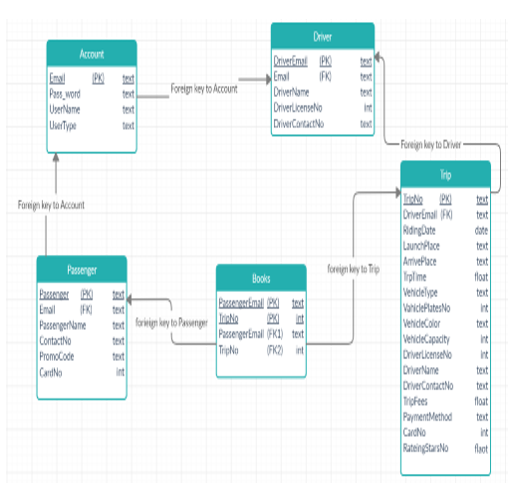 Account
Email (PK) text
Pass_word text
UserName text
UserType text
Foreign key to Account
Driver
DriverEmail (PK) text
Email (FK) text
DriverName text
DriverLicenseNo int
DriverContactNo text
Foreign key to Driver
Trip
TripNo (PK) text
DriverEmail (FK) text
RidingDate date
LaunchPlace text
ArrivePlace text
TrpTime float
VehicleType text
VahiclePlatesNo int
VehicleColor text
VehicleCapacity int
DriverLicenseNo int
DriverName text
DriverContactNo text
TripFees float
PaymentMethod text
CardNo int
RateingStarsNo flaot
Foreign key to Account
Passenger
Passenger (PK) text
Email (FK) text
PassengerName text
ContactNo text
PromoCode text
CardNo int
foriegn key to Passenger
Books
PassengerEmail (PK) text
TripNo (PK) int
PassengerEmail (FK1) text
TripNo (FK2) int
foreign key to Trip